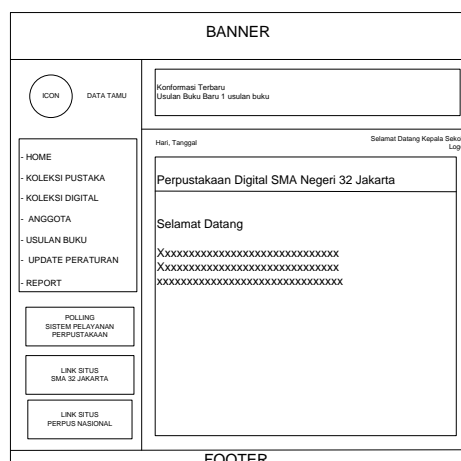 BANNER
ICON
DATA TAMU
Konformasi Terbaru
Usulan Buku Baru 1 usulan buku
Hari, Tanggal
Selamat Datang Kepala Seko
Logo
- HOME
- KOLEKSI PUSTAKA
- KOLEKSI DIGITAL
- ANGGOTA
- USULAN BUKU
- UPDATE PERATURAN
- REPORT
Perpustakaan Digital SMA Negeri 32 Jakarta
Selamat Datang
Xxxxxxxxxxxxxxxxxxxxxxxxxxxxxx
Xxxxxxxxxxxxxxxxxxxxxxxxxxxxxx
xxxxxxxxxxxxxxxxxxxxxxxxxxxxxxx
POLLING
SISTEM PELAYANAN
PERPUSTAKAAN
LINK SITUS
SMA 32 JAKARTA
LINK SITUS
PERPUS NASIONAL
FOOTER